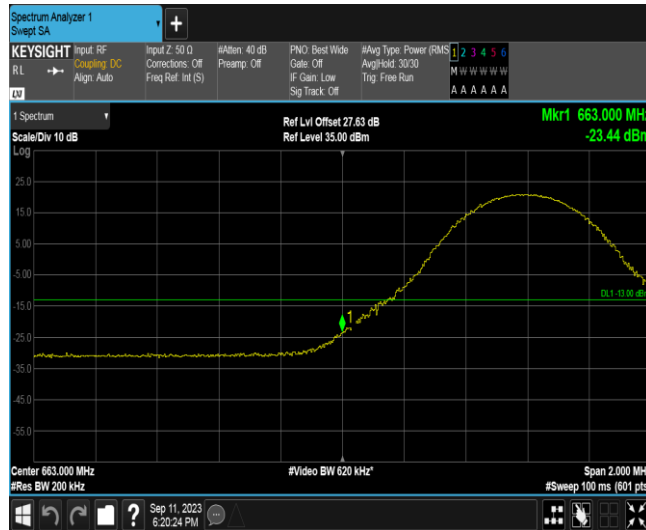 Spectrum Analyzer 1
Swept SA
+
KEYSIGHT
RL
LXI
Input: RF
Coupling: DC
Align: Auto
Input Z: 50 Ω
Corrections: Off
Freq Ref: Int (S)
#Atten: 40 dB
Preamp: Off
PNO: Best Wide
Gate: Off
IF Gain: Low
Sig Track: Off
#Avg Type: Power (RMS
Avg|Hold: 30/30
Trig: Free Run
1 2 3 4 5 6
M W W W W W
A A A A A A
1 Spectrum
Scale/Div 10 dB
Log
Ref Lvl Offset 27.63 dB
Ref Level 35.00 dBm
Mkr1 663.000 MHz
-23.44 dBm
25.0
15.0
5.00
-5.00
-15.0
-25.0
-35.0
-45.0
-55.0
DL1 -13.00 dBm
1
Center 663.000 MHz
#Res BW 200 kHz
#Video BW 620 kHz*
Span 2.000 MH
#Sweep 100 ms (601 pts
?
Sep 11, 2023
6:20:24 PM